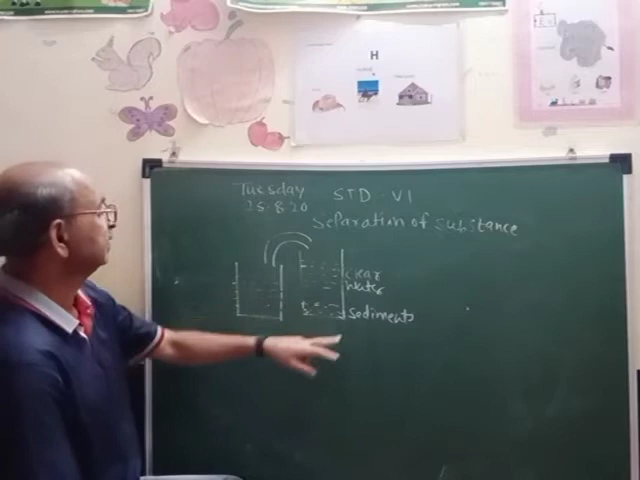 H
Tuesday STD-VI
25.8.20
Separation of substance
clear
water
sediments